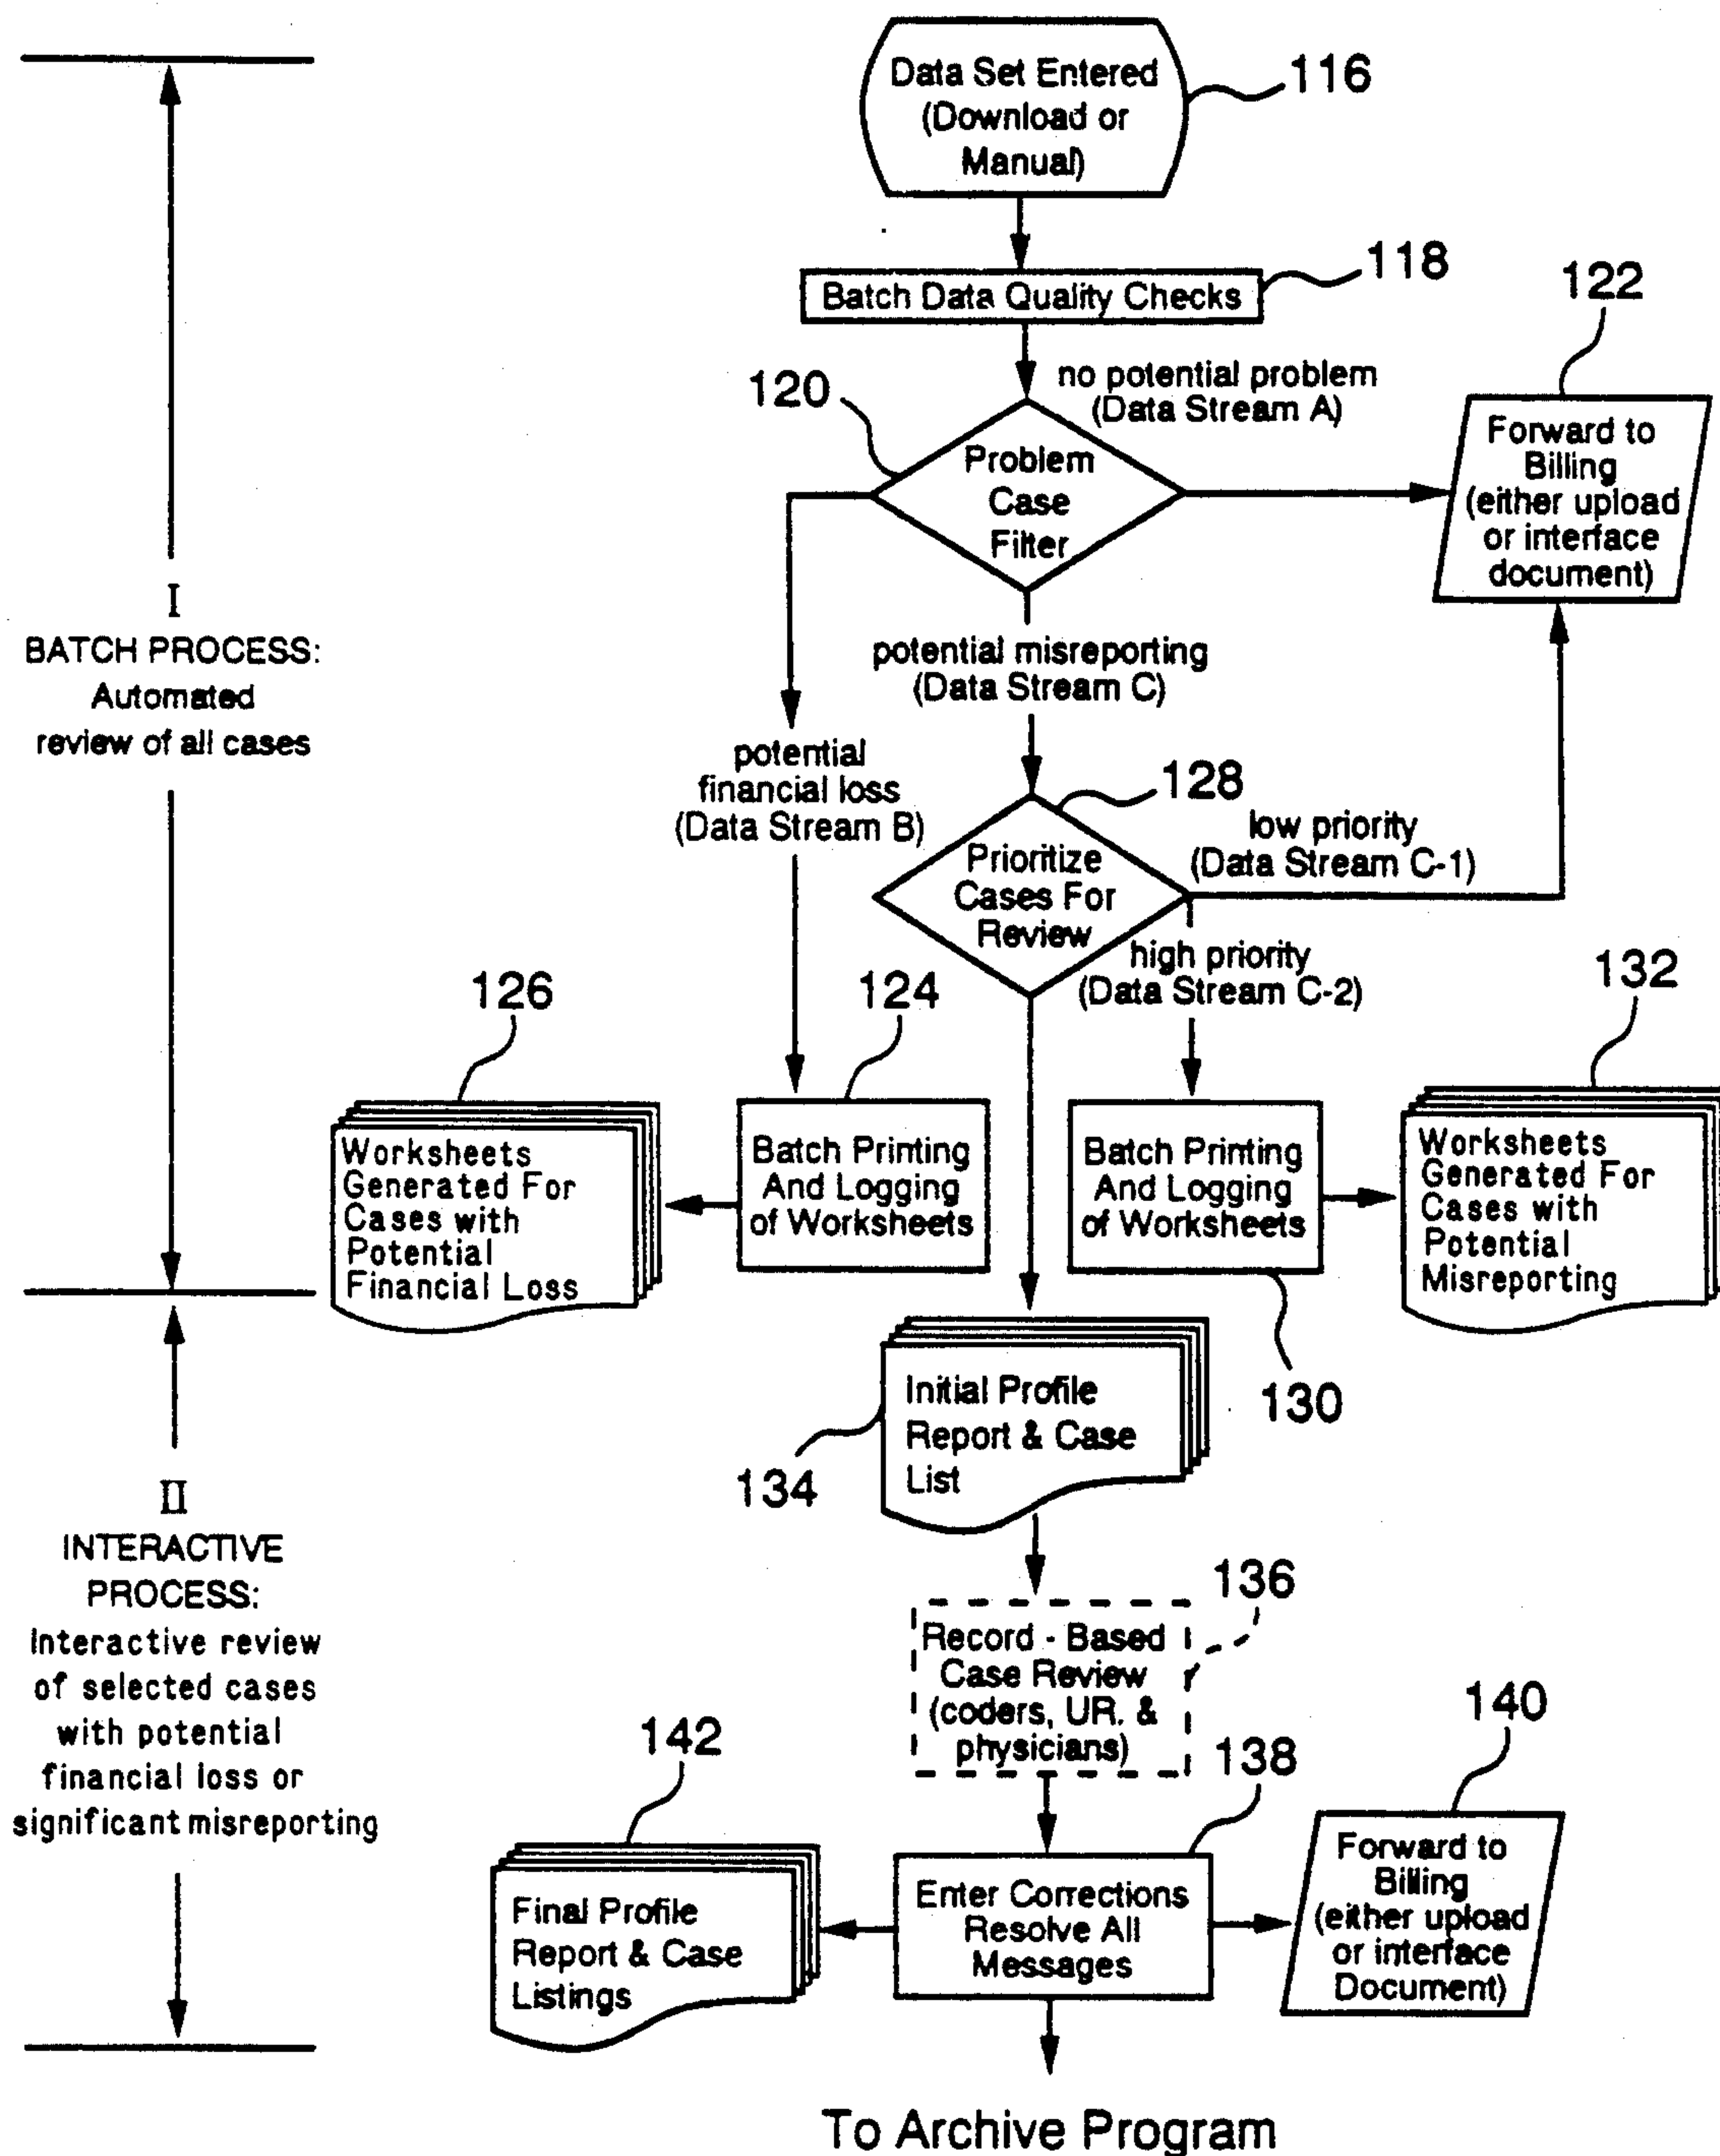 Data Set Entered
(Download or
Manual)
116
Batch Data Quality Checks
118
122
no potential problem
(Data Stream A)
120
Problem
Case
Filter
Forward to
Billing
(either upload
or interface
document)
I
BATCH PROCESS:
Automated
review of all cases
potential misreporting
(Data Stream C)
potential
financial loss
(Data Stream B)
128
Prioritize
Cases For
Review
low priority
(Data Stream C-1)
high priority
(Data Stream C-2)
126
124
132
Worksheets
Generated For
Cases with
Potential
Financial Loss
Batch Printing
And Logging
of Worksheets
Batch Printing
And Logging
of Worksheets
Worksheets
Generated For
Cases with
Potential
Misreporting
130
Initial Profile
Report & Case
List
134
II
INTERACTIVE
PROCESS:
Interactive review
of selected cases
with potential
financial loss or
significant misreporting
136
Record - Based
Case Review
(coders, UR. &
physicians)
142
138
140
Final Profile
Report & Case
Listings
Enter Corrections
Resolve All
Messages
Forward to
Billing
(either upload
or interface
Document)
To Archive Program